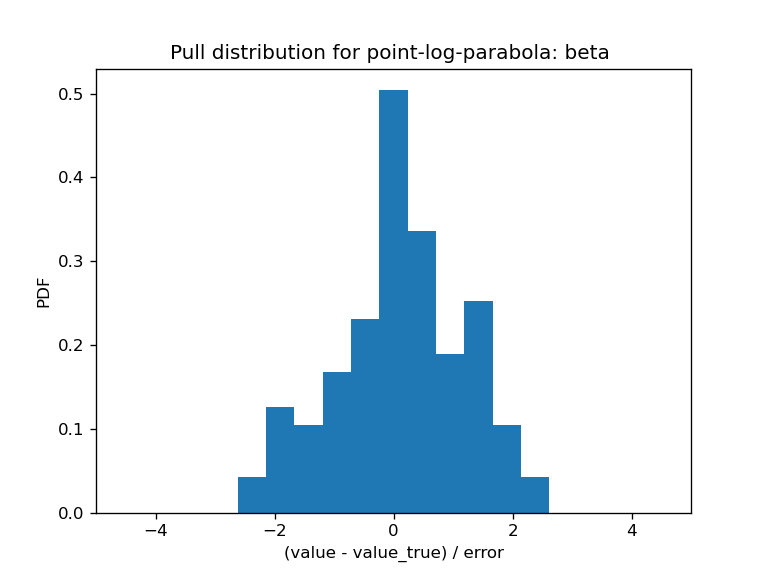 Pull distribution for point-log-parabola: beta
PDF
0.5
0.4
0.3
0.2
0.1
0.0
−4 −2 0 2 4
(value - value_true) / error